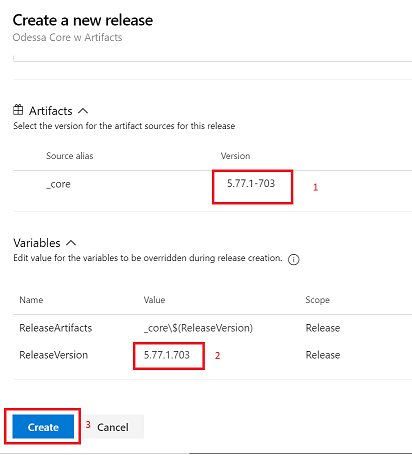 Create a new release
Odessa Core w Artifacts
Artifacts
Select the version for the artifact sources for this release
Source alias Version
_core 5.77.1-703 1
Variables
Edit value for the variables to be overridden during release creation.
Name Value Scope
ReleaseArtifacts _core\$(ReleaseVersion) Release
ReleaseVersion 5.77.1.703 2 Release
Create 3 Cancel